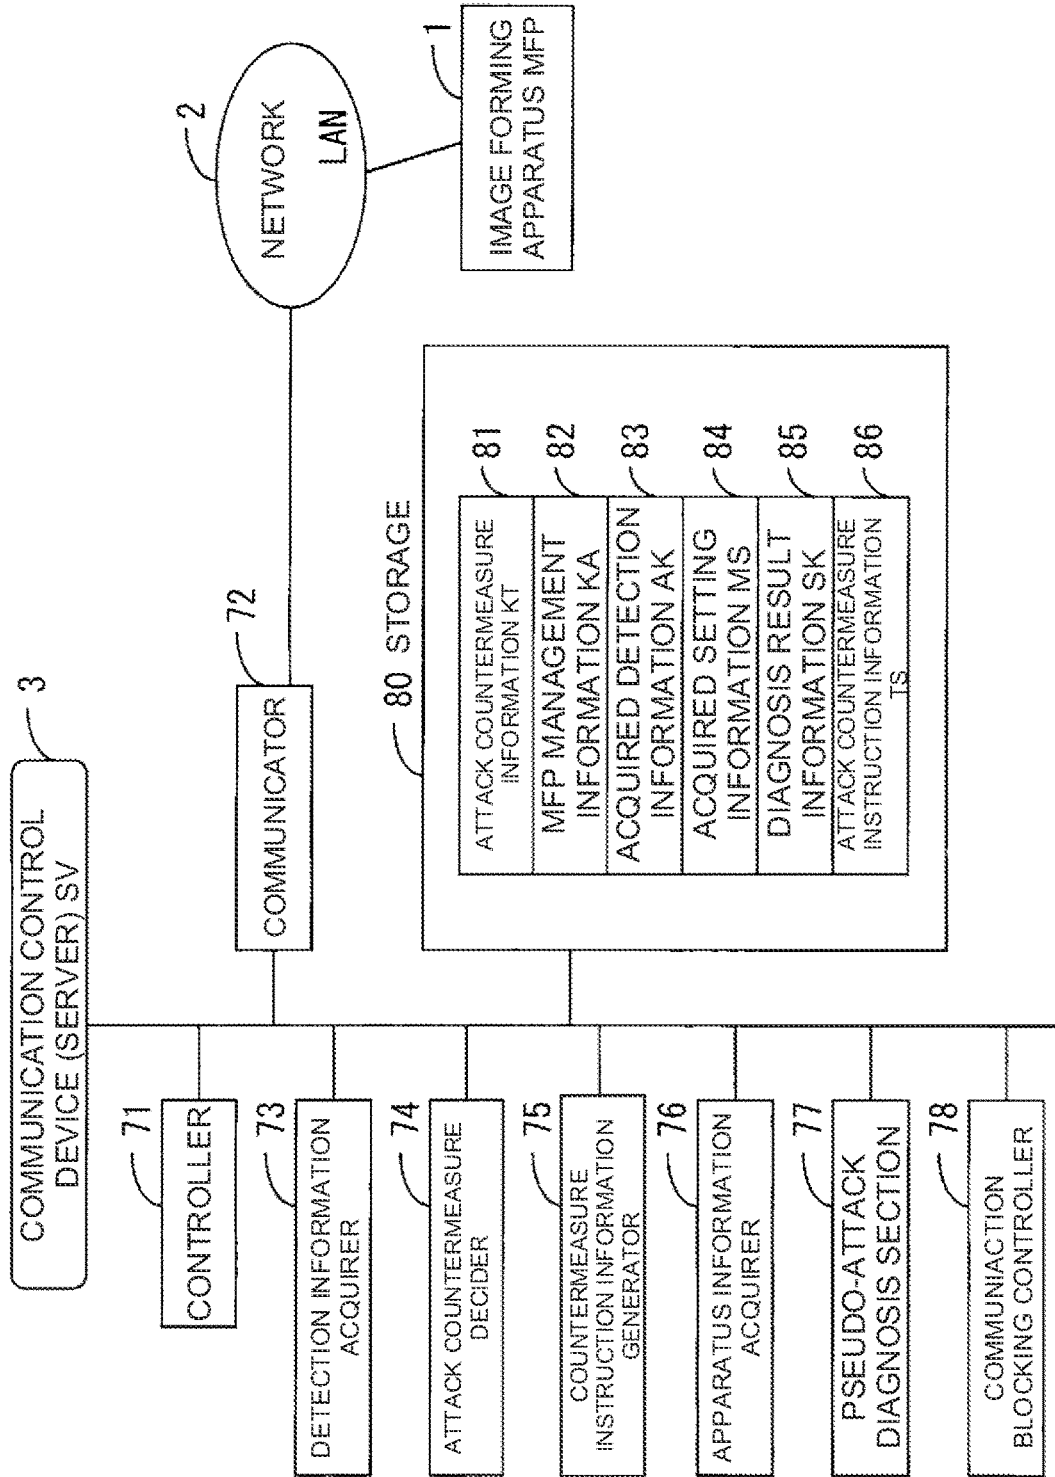 COMMUNICATION CONTROL
DEVICE (SERVER) SV
3
71
CONTROLLER
72
COMMUNICATOR
2
NETWORK
LAN
1
IMAGE FORMING
APPARATUS MFP
73
DETECTION INFORMATION
ACQUIRER
74
ATTACK COUNTERMEASURE
DECIDER
75
COUNTERMEASURE
INSTRUCTION INFORMATION
GENERATOR
76
APPARATUS INFORMATION
ACQUIRER
77
PSEUDO-ATTACK
DIAGNOSIS SECTION
78
COMMUNIACTION
BLOCKING CONTROLLER
80 STORAGE
ATTACK COUNTERMEASURE
INFORMATION KT
81
MFP MANAGEMENT
INFORMATION KA
82
ACQUIRED DETECTION
INFORMATION AK
83
ACQUIRED SETTING
INFORMATION MS
84
DIAGNOSIS RESULT
INFORMATION SK
85
ATTACK COUNTERMEASURE
INSTRUCTION INFORMATION
TS
86